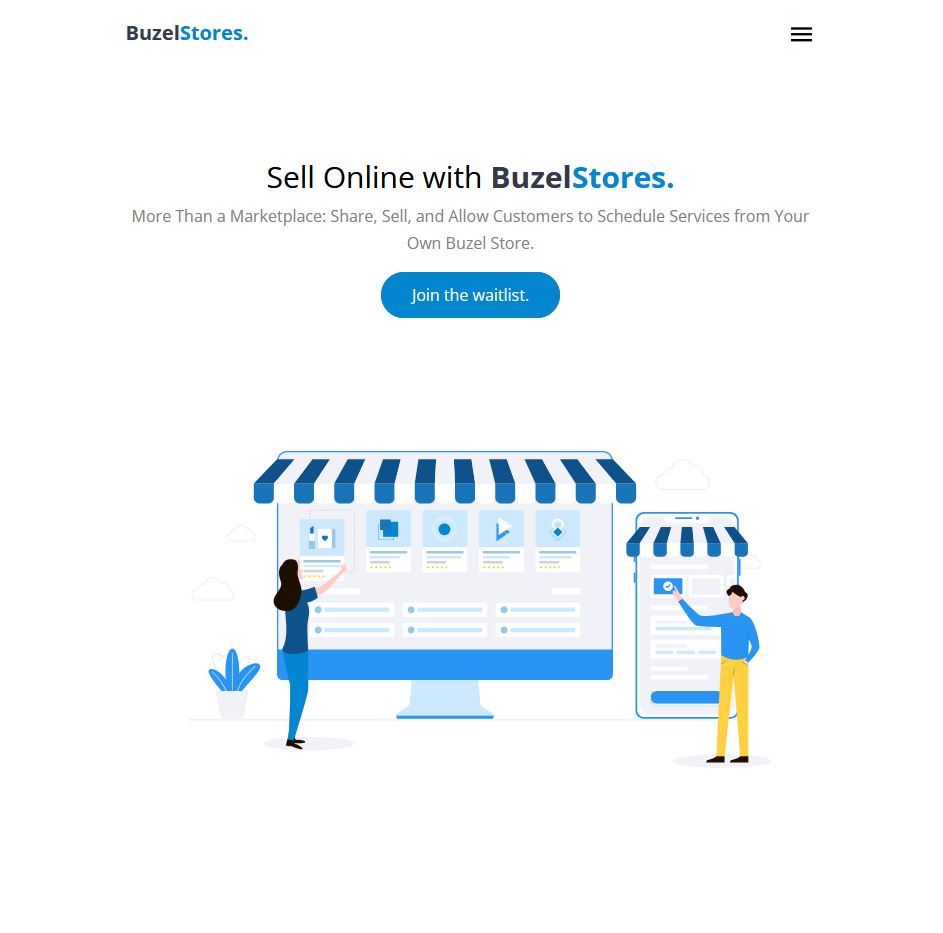 BuzelStores.
Sell Online with BuzelStores.
More Than a Marketplace: Share, Sell, and Allow Customers to Schedule Services from Your
Own Buzel Store.
Join the waitlist.